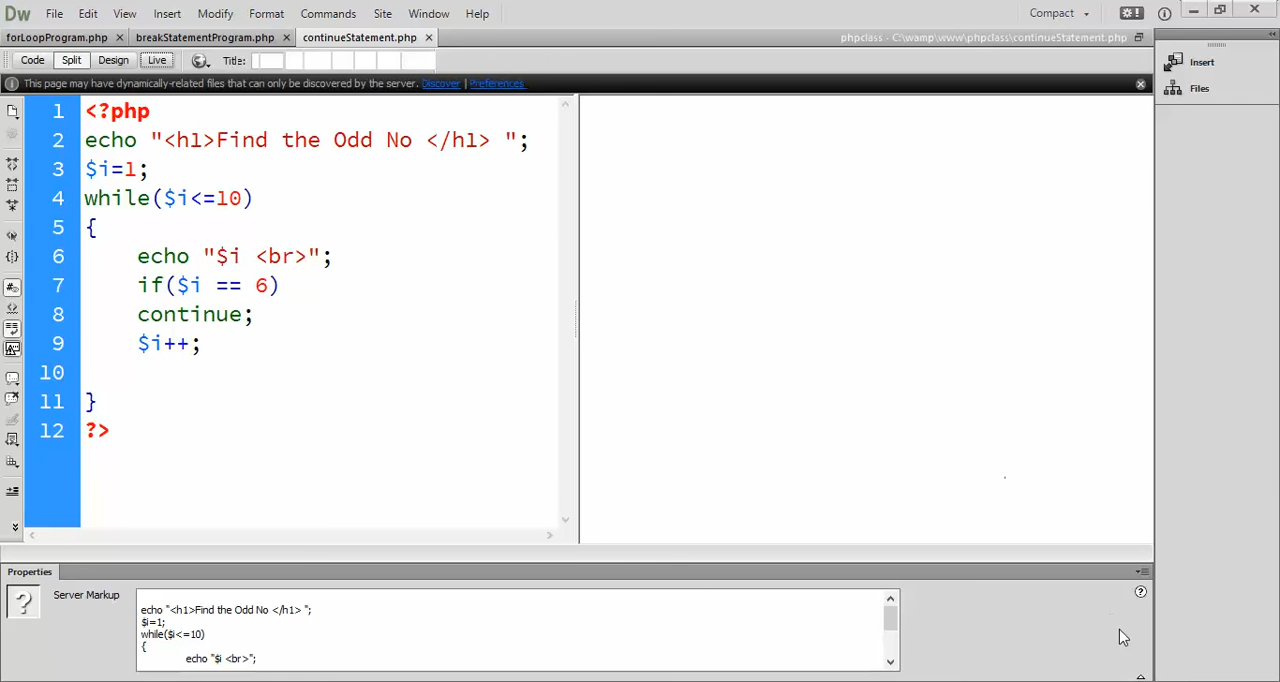 Dw File Edit View Insert Modify Format Commands Site Window Help Compact
forLoopProgram.php × breakStatementProgram.php × continueStatement.php × phpclass - C:\wamp\www\phpclass\continueStatement.php
Code Split Design Live Title:
Insert
This page may have dynamically-related files that can only be discovered by the server. Discover | Preferences
Files
1 <?php
2 echo "<h1>Find the Odd No </h1> ";
3 $i=1;
4 while($i<=10)
5 {
6 echo "$i <br>";
7 if($i == 6)
8 continue;
9 $i++;
10
11 }
12 ?>
Properties
Server Markup
echo "<h1>Find the Odd No </h1> ";
$i=1;
while($i<=10)
{
echo "$i <br>";